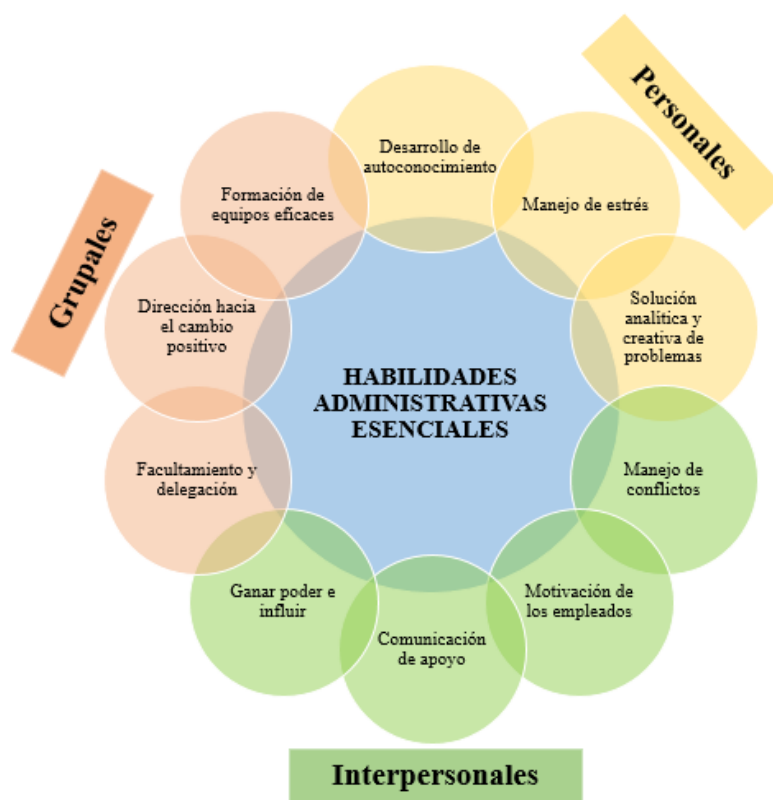 Personales
Desarrollo de
autoconocimiento
Manejo de estrés
Solución
analítica y
creativa de
problemas
Manejo de
conflictos
Motivación de
los empleados
Comunicación
de apoyo
Ganar poder e
influir
Facultamiento y
delegación
Dirección hacia
el cambio
positivo
Formación de
equipos eficaces
Grupales
HABILIDADES
ADMINISTRATIVAS
ESENCIALES
Interpersonales